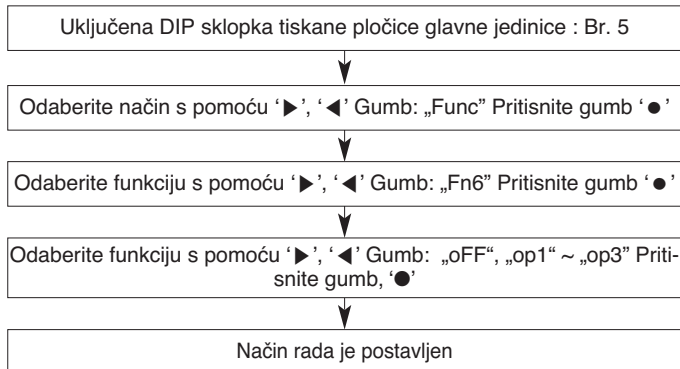 Uključena DIP sklopka tiskane pločice glavne jedinice : Br. 5
Odaberite način s pomoću ‘▶’, ‘◀’ Gumb: „Func” Pritisnite gumb ‘●’
Odaberite funkciju s pomoću ‘▶’, ‘◀’ Gumb: „Fn6” Pritisnite gumb ‘●’
Odaberite funkciju s pomoću ‘▶’, ‘◀’ Gumb: „oFF“, „op1“ ~ „op3” Priti-
snite gumb, ‘●’
Način rada je postavljen